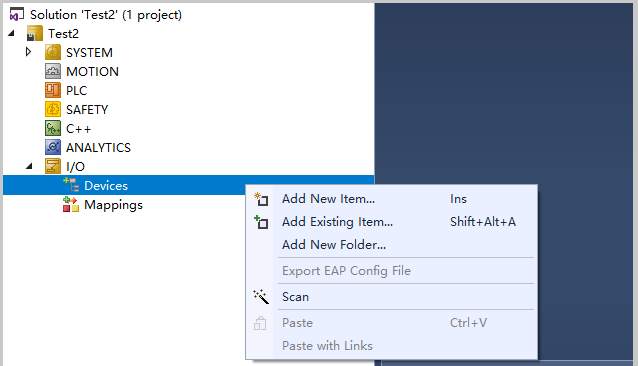 Solution 'Test2' (1 project)
Test2
SYSTEM
MOTION
PLC
SAFETY
C++
ANALYTICS
I/O
Devices
Mappings
Add New Item... Ins
Add Existing Item... Shift+Alt+A
Add New Folder...
Export EAP Config File
Scan
Paste Ctrl+V
Paste with Links